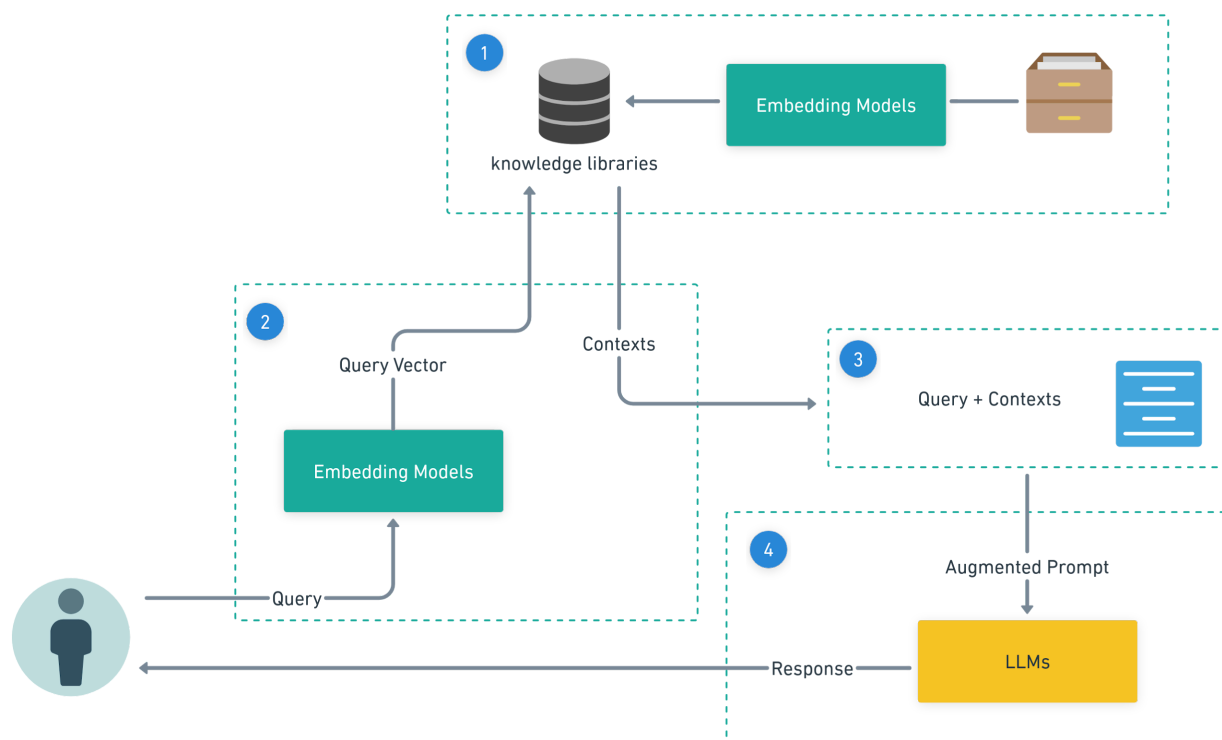 1
Embedding Models
knowledge libraries
2
Query Vector
Contexts
3
Query + Contexts
Embedding Models
4
Augmented Prompt
Query
LLMs
Response